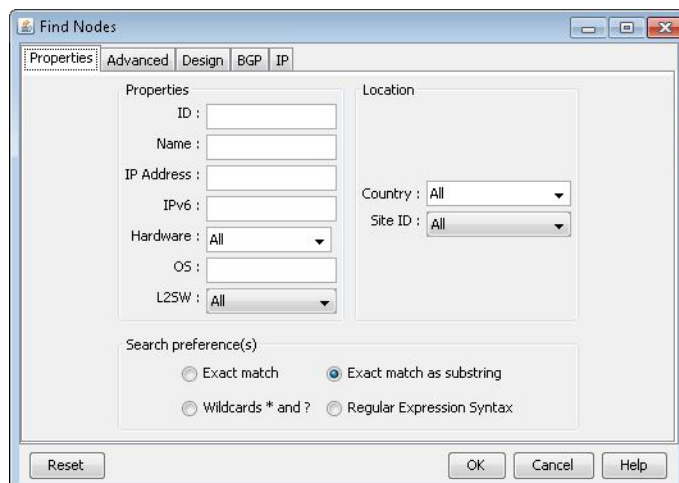 Find Nodes
Properties Advanced Design BGP IP
Properties
ID :
Name :
IP Address :
IPv6 :
Hardware : All
OS :
L2SW : All
Location
Country : All
Site ID : All
Search preference(s)
Exact match Exact match as substring
Wildcards * and ? Regular Expression Syntax
Reset OK Cancel Help